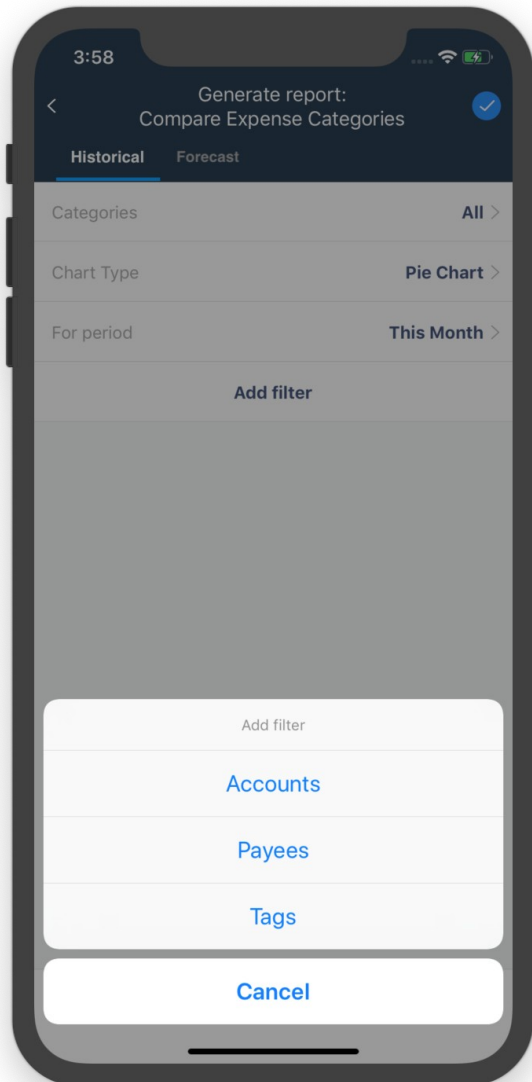 3:58
Generate report:
Compare Expense Categories
Historical Forecast
Categories All
Chart Type Pie Chart
For period This Month
Add filter
Add filter
Accounts
Payees
Tags
Cancel